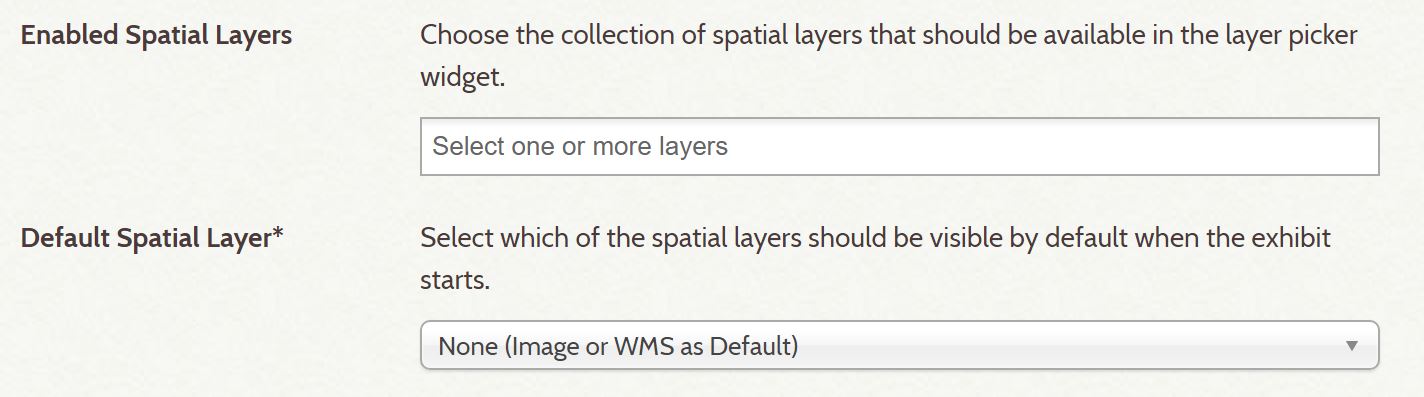 Enabled Spatial Layers
Choose the collection of spatial layers that should be available in the layer picker
widget.
Select one or more layers
Default Spatial Layer*
Select which of the spatial layers should be visible by default when the exhibit
starts.
None (Image or WMS as Default)